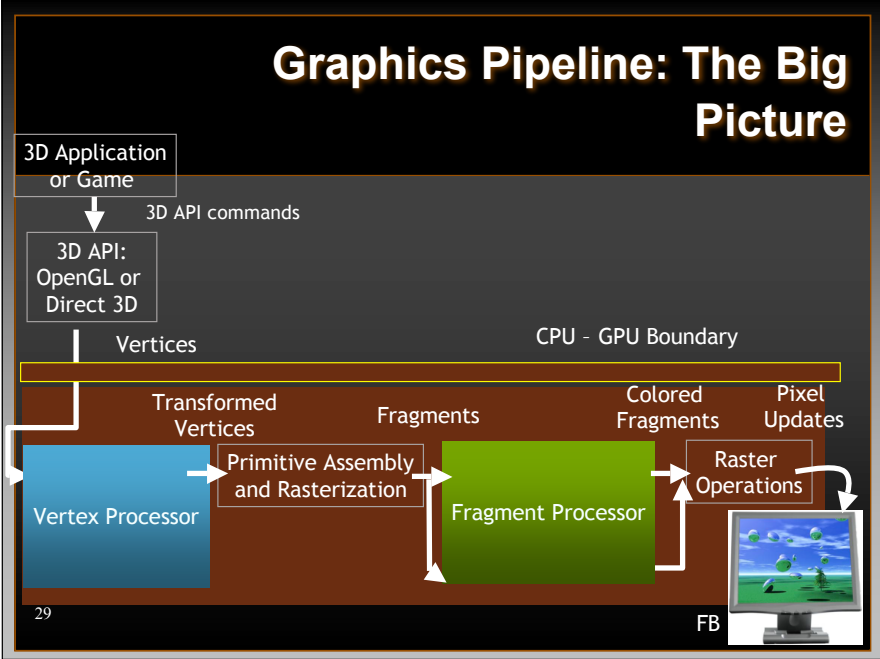 Graphics Pipeline: The Big
Picture
3D Application
or Game
3D API commands
3D API:
OpenGL or
Direct 3D
Vertices
CPU – GPU Boundary
Transformed
Vertices
Fragments
Colored
Fragments
Pixel
Updates
Vertex Processor
Primitive Assembly
and Rasterization
Fragment Processor
Raster
Operations
29
FB